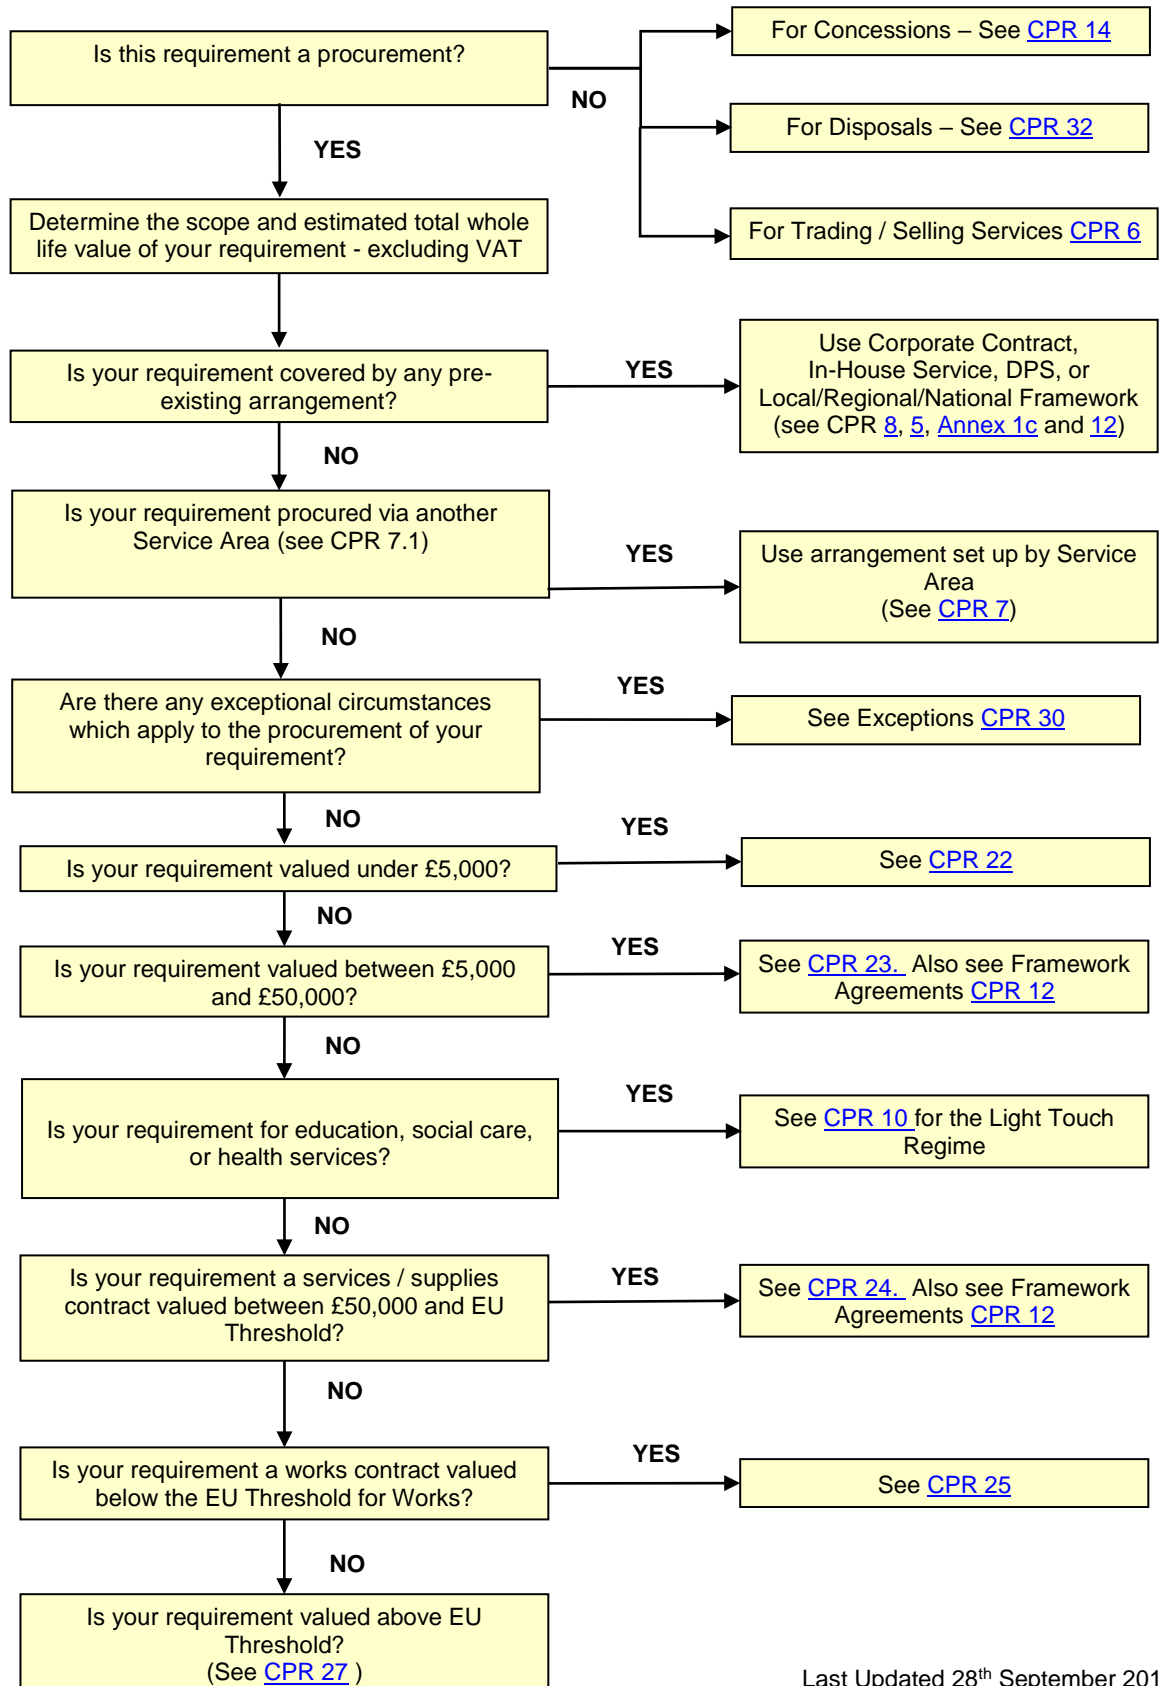 Is this requirement a procurement?
For Concessions – See CPR 14
NO
For Disposals – See CPR 32
YES
For Trading / Selling Services CPR 6
Determine the scope and estimated total whole
life value of your requirement - excluding VAT
Is your requirement covered by any pre-
existing arrangement?
YES
Use Corporate Contract,
In-House Service, DPS, or
Local/Regional/National Framework
(see CPR 8, 5, Annex 1c and 12)
NO
Is your requirement procured via another
Service Area (see CPR 7.1)
YES
Use arrangement set up by Service
Area
(See CPR 7)
NO
Are there any exceptional circumstances
which apply to the procurement of your
requirement?
YES
See Exceptions CPR 30
NO
Is your requirement valued under £5,000?
YES
See CPR 22
NO
Is your requirement valued between £5,000
and £50,000?
YES
See CPR 23. Also see Framework
Agreements CPR 12
NO
Is your requirement for education, social care,
or health services?
YES
See CPR 10 for the Light Touch
Regime
NO
Is your requirement a services / supplies
contract valued between £50,000 and EU
Threshold?
YES
See CPR 24. Also see Framework
Agreements CPR 12
NO
Is your requirement a works contract valued
below the EU Threshold for Works?
YES
See CPR 25
NO
Is your requirement valued above EU
Threshold?
(See CPR 27 )
Last Updated 28th September 201